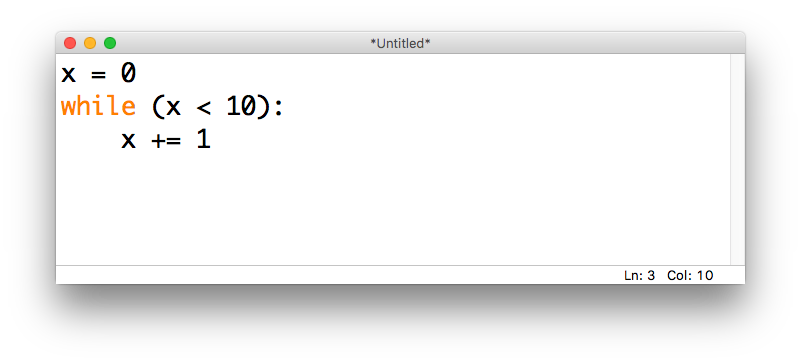 *Untitled*
x = 0
while (x < 10):
    x += 1
Ln: 3 Col: 10